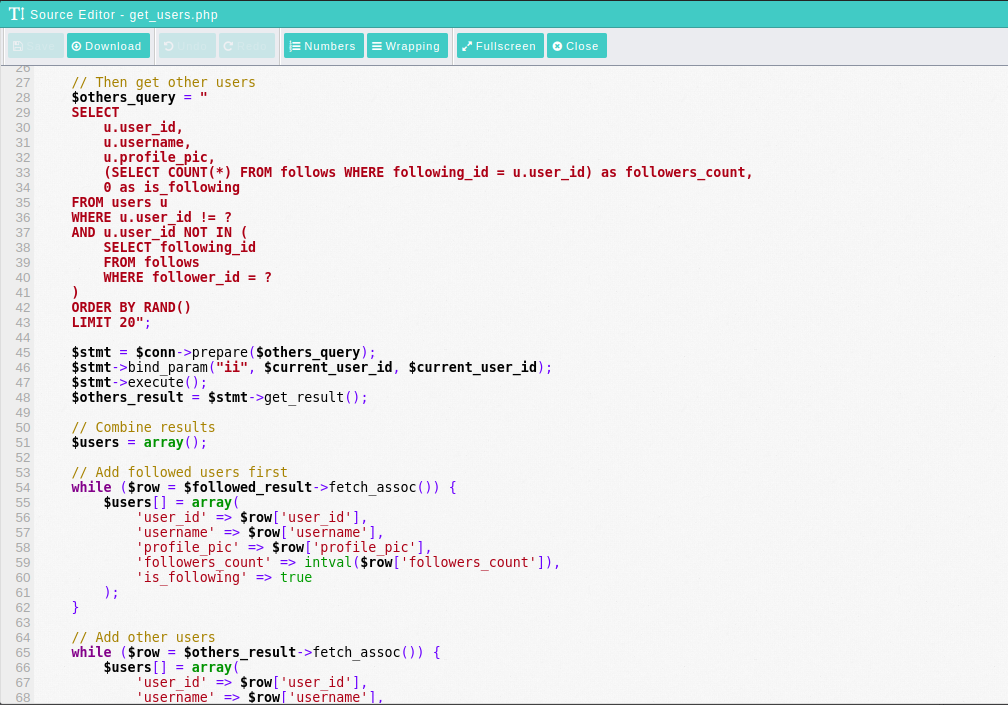 Source Editor - get_users.php
Download Numbers Wrapping Fullscreen Close
26
27 // Then get other users
28 $others_query = "
29 SELECT
30 u.user_id,
31 u.username,
32 u.profile_pic,
33 (SELECT COUNT(*) FROM follows WHERE following_id = u.user_id) as followers_count,
34 0 as is_following
35 FROM users u
36 WHERE u.user_id != ?
37 AND u.user_id NOT IN (
38 SELECT following_id
39 FROM follows
40 WHERE follower_id = ?
41 )
42 ORDER BY RAND()
43 LIMIT 20";
44
45 $stmt = $conn->prepare($others_query);
46 $stmt->bind_param("ii", $current_user_id, $current_user_id);
47 $stmt->execute();
48 $others_result = $stmt->get_result();
49
50 // Combine results
51 $users = array();
52
53 // Add followed users first
54 while ($row = $followed_result->fetch_assoc()) {
55 $users[] = array(
56 'user_id' => $row['user_id'],
57 'username' => $row['username'],
58 'profile_pic' => $row['profile_pic'],
59 'followers_count' => intval($row['followers_count']),
60 'is_following' => true
61 );
62 }
63
64 // Add other users
65 while ($row = $others_result->fetch_assoc()) {
66 $users[] = array(
67 'user_id' => $row['user_id'],
68 'username' => $row['username'],